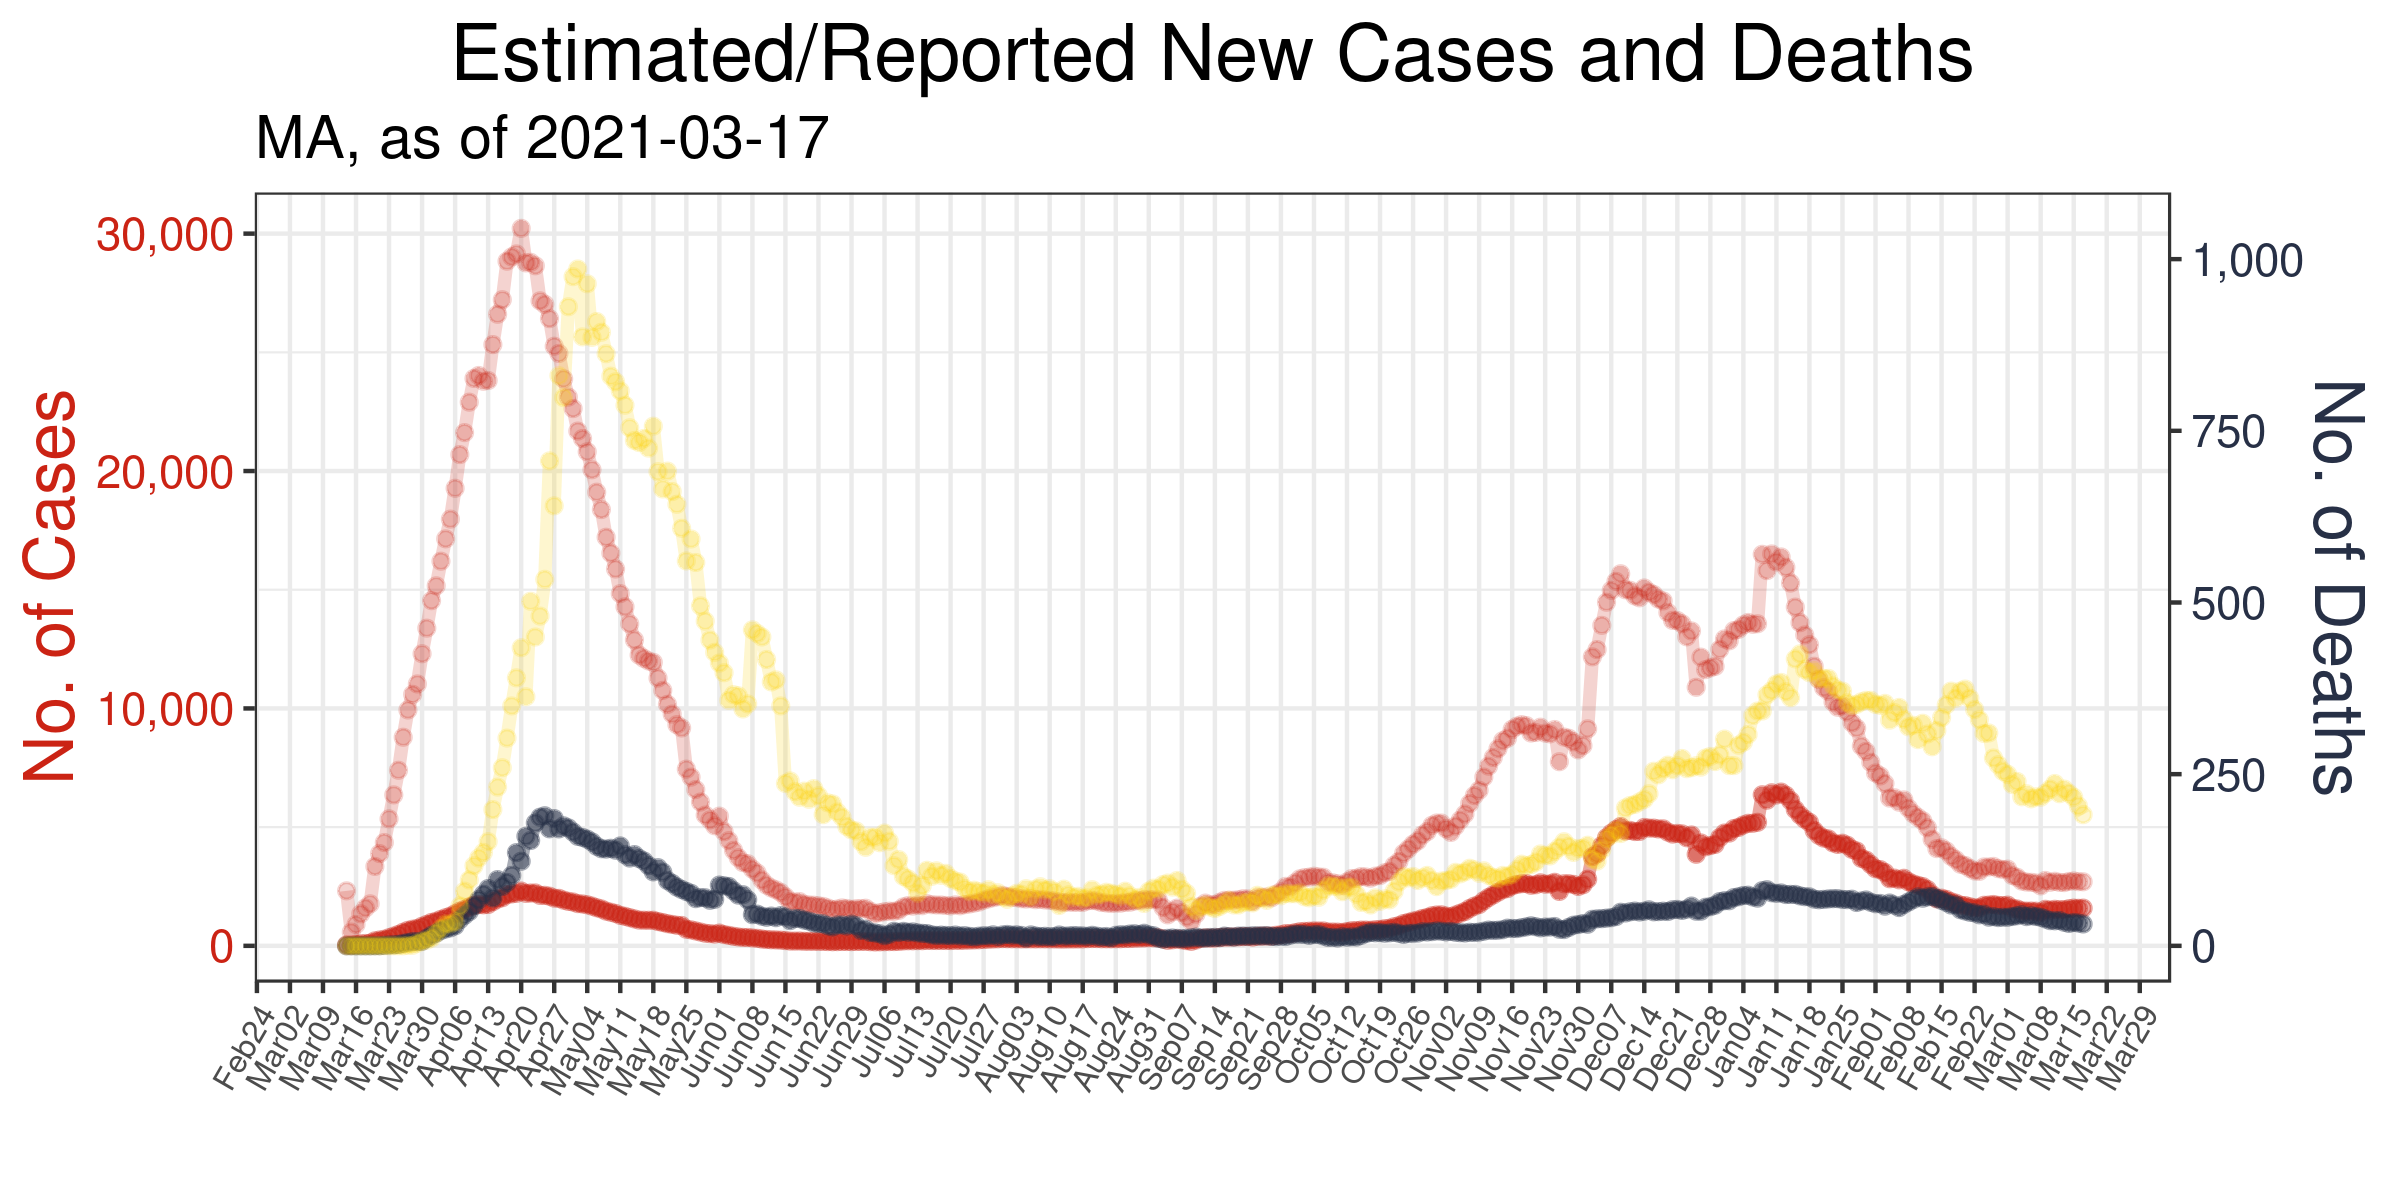 Estimated/Reported New Cases and Deaths
MA, as of 2021-03-17
No. of Cases
30,000
20,000
10,000
0
1,000
750
500
250
0
No. of Deaths
Feb24 Mar02 Mar09 Mar16 Mar23 Mar30 Apr06 Apr13 Apr20 Apr27 May04 May11 May18 May25 Jun01 Jun08 Jun15 Jun22 Jun29 Jul06 Jul13 Jul20 Jul27 Aug03 Aug10 Aug17 Aug24 Aug31 Sep07 Sep14 Sep21 Sep28 Oct05 Oct12 Oct19 Oct26 Nov02 Nov09 Nov16 Nov23 Nov30 Dec07 Dec14 Dec21 Dec28 Jan04 Jan11 Jan18 Jan25 Feb01 Feb08 Feb15 Feb22 Mar01 Mar08 Mar15 Mar22 Mar29